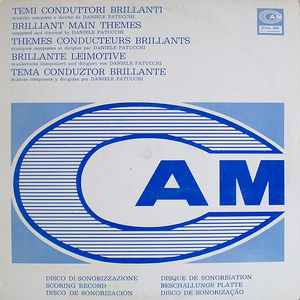 TEMI CONDUTTORI BRILLANTI
musiche composte e dirette da DANIELE PATUCCHI
BRILLIANT MAIN THEMES
composed and directed by DANIELE PATUCCHI
THEMES CONDUCTEURS BRILLANTS
musiques composées et dirigées par DANIELE PATUCCHI
BRILLANTE LEIMOTIVE
musikstücke komponiert und dirigiert von DANIELE PATUCCHI
TEMA CONDUZTOR BRILLANTE
músicas compuestas y dirigidas por DANIELE PATUCCHI
CAM
CAM
DISCO DI SONORIZZAZIONE
SCORING RECORD
DISCO DE SONORIZACIÓN
DISQUE DE SONORISATION
BESCHALLUNGS PLATTE
DISCO DE SONORIZAÇÃO